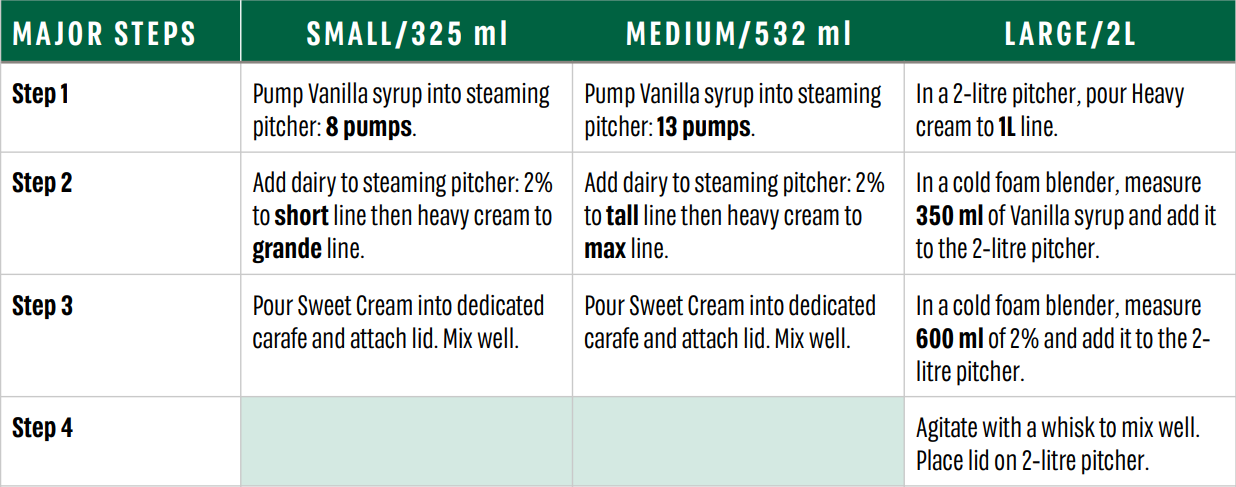 MAJOR STEPS
SMALL/325 ml
MEDIUM/532 ml
LARGE/2L
Step 1
Pump Vanilla syrup into steaming
pitcher: 8 pumps.
Pump Vanilla syrup into steaming
pitcher: 13 pumps.
In a 2-litre pitcher, pour Heavy
cream to 1L line.
Step 2
Add dairy to steaming pitcher: 2%
to short line then heavy cream to
grande line.
Add dairy to steaming pitcher: 2%
to tall line then heavy cream to
max line.
In a cold foam blender, measure
350 ml of Vanilla syrup and add it
to the 2-litre pitcher.
Step 3
Pour Sweet Cream into dedicated
carafe and attach lid. Mix well.
Pour Sweet Cream into dedicated
carafe and attach lid. Mix well.
In a cold foam blender, measure
600 ml of 2% and add it to the 2-
litre pitcher.
Step 4
Agitate with a whisk to mix well.
Place lid on 2-litre pitcher.